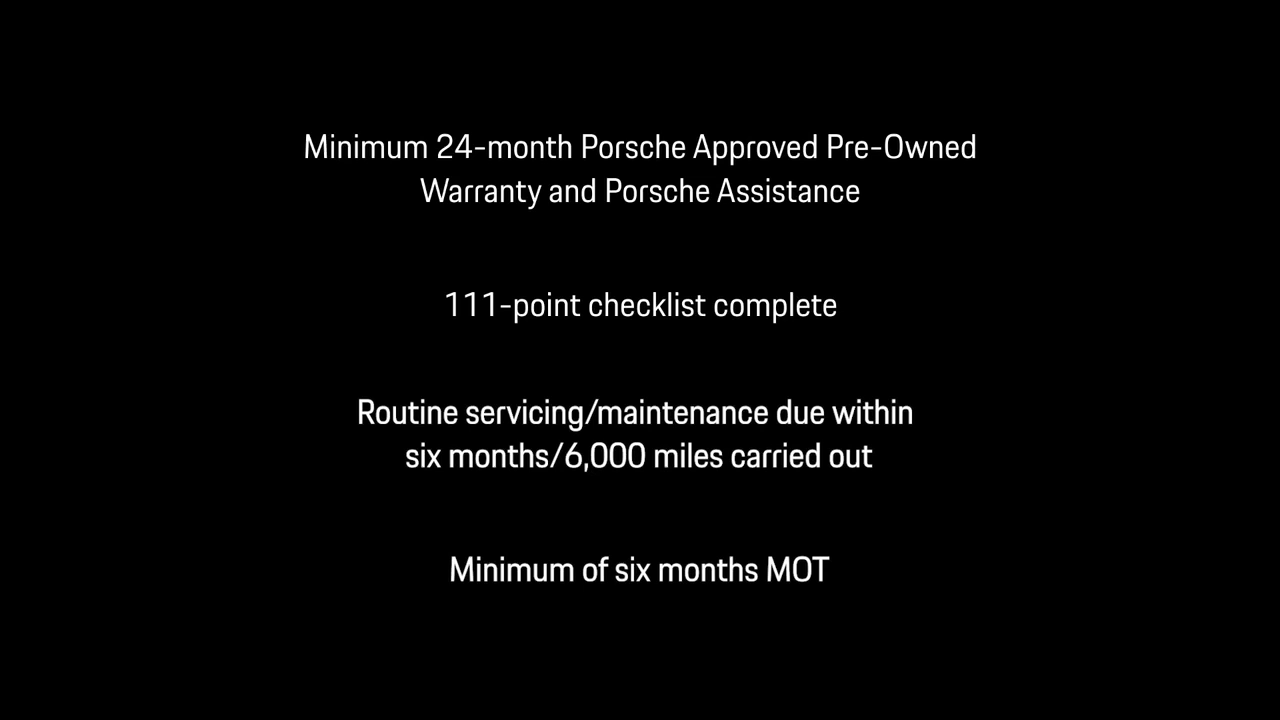 Minimum 24-month Porsche Approved Pre-Owned
Warranty and Porsche Assistance
111-point checklist complete
Routine servicing/maintenance due within
six months/6,000 miles carried out
Minimum of six months MOT